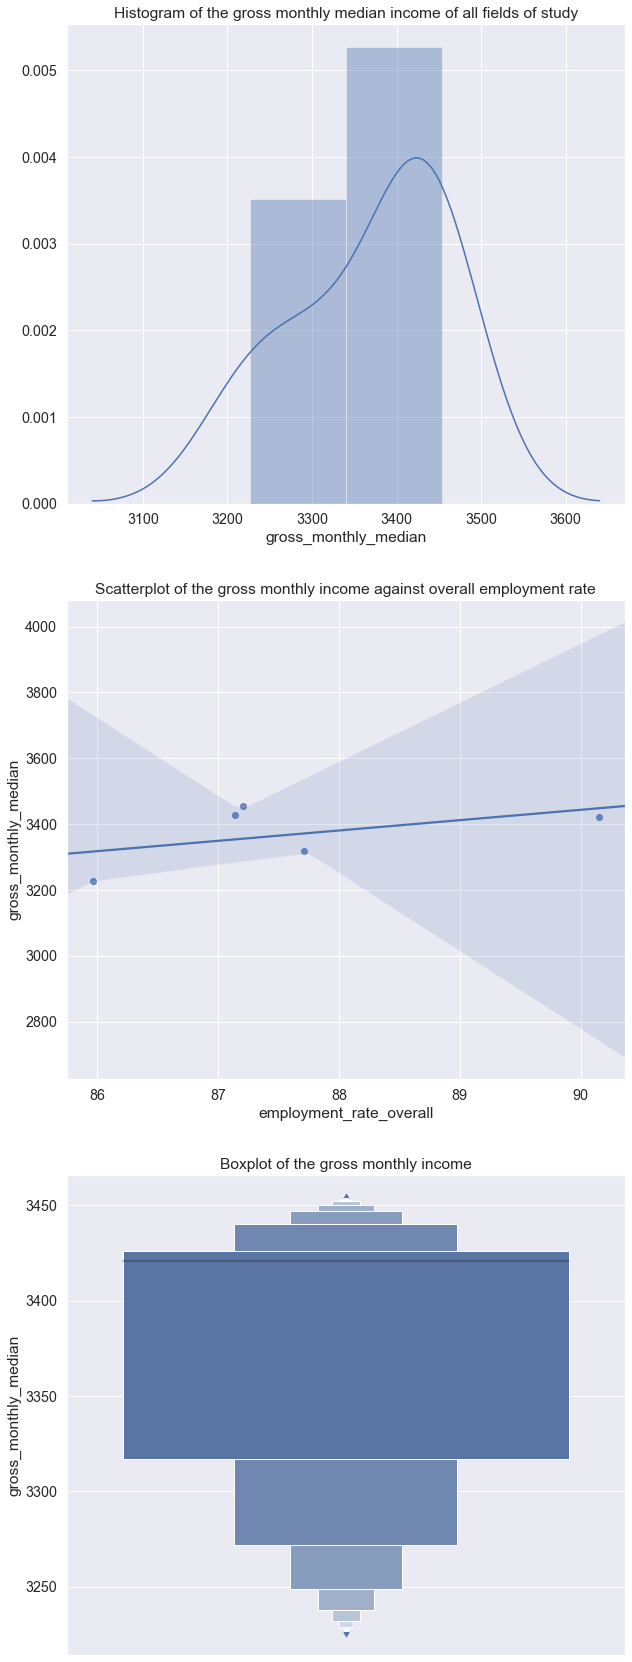 Histogram of the gross monthly median income of all fields of study
0.005
0.004
0.003
0.002
0.001
0.000
3100 3200 3300 3400 3500 3600
gross_monthly_median
Scatterplot of the gross monthly income against overall employment rate
4000
3800
3600
3400
3200
3000
2800
gross_monthly_median
86 87 88 89 90
employment_rate_overall
Boxplot of the gross monthly income
3450
3400
3350
3300
3250
gross_monthly_median